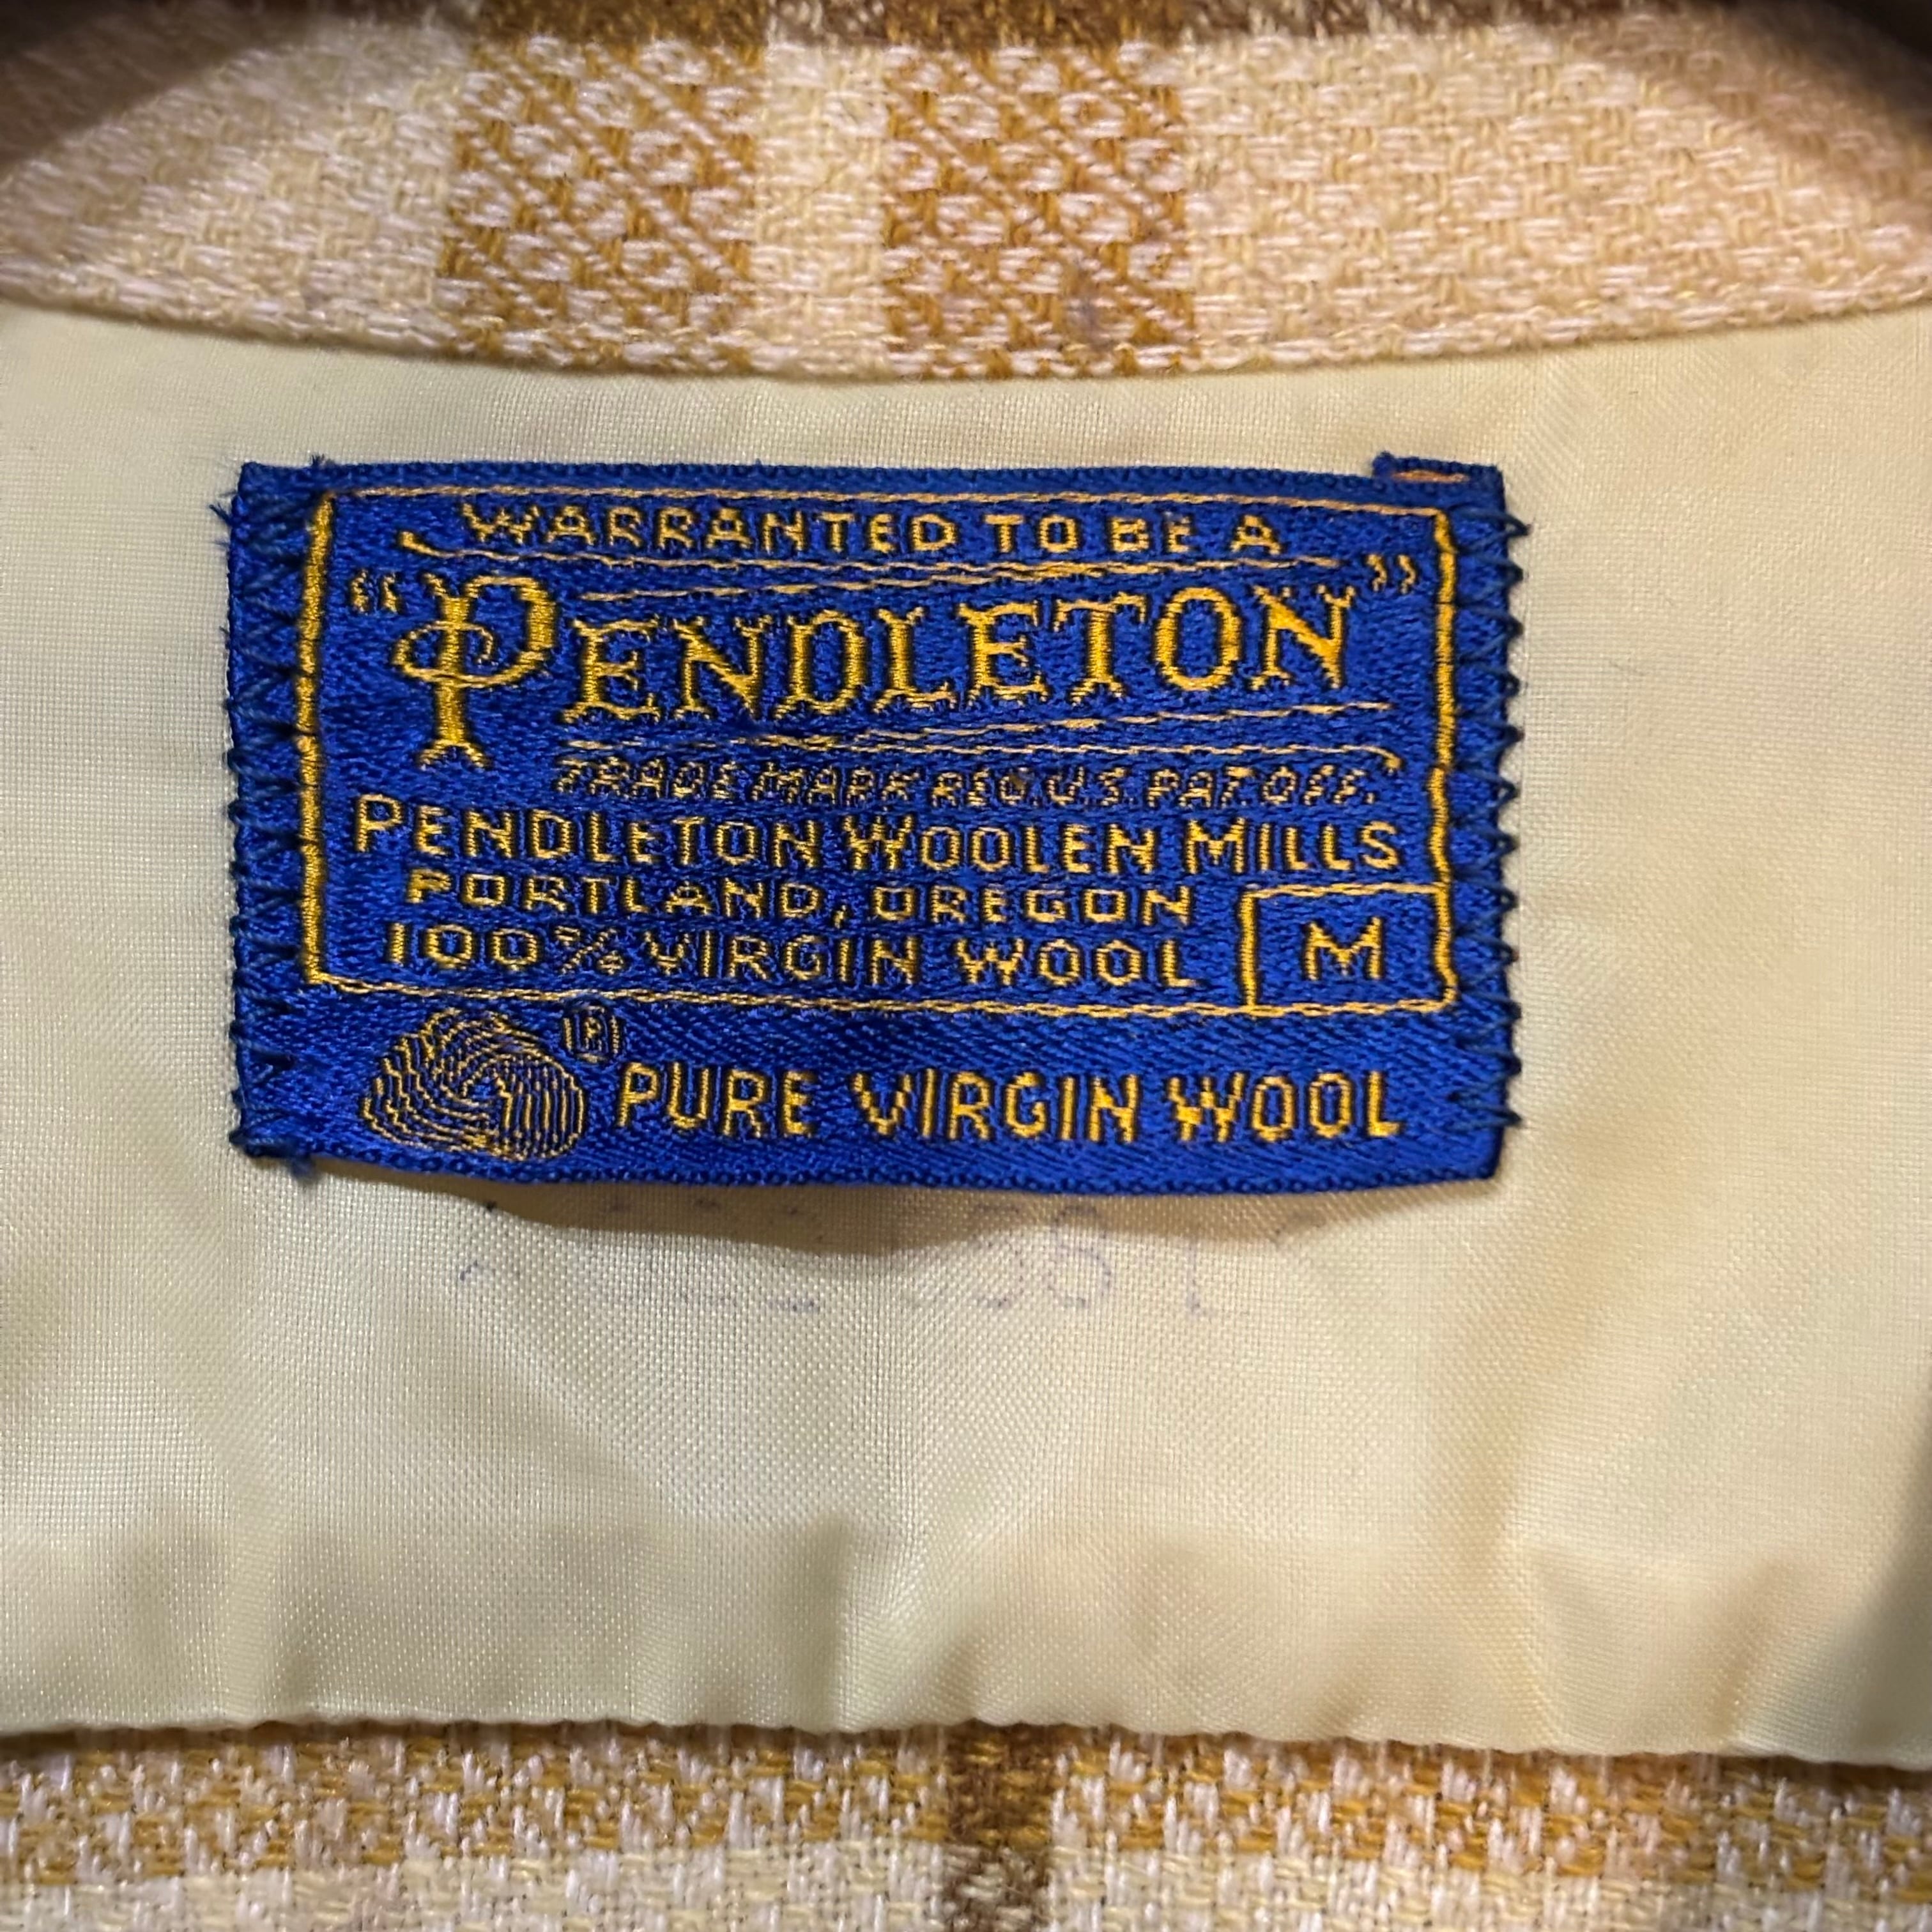 WARRANTED TO BE A
“PENDLETON”
TRADE MARK REG. U.S. PAT. OFF.
PENDLETON WOOLEN MILLS
PORTLAND, OREGON
100% VIRGIN WOOL M
® PURE VIRGIN WOOL